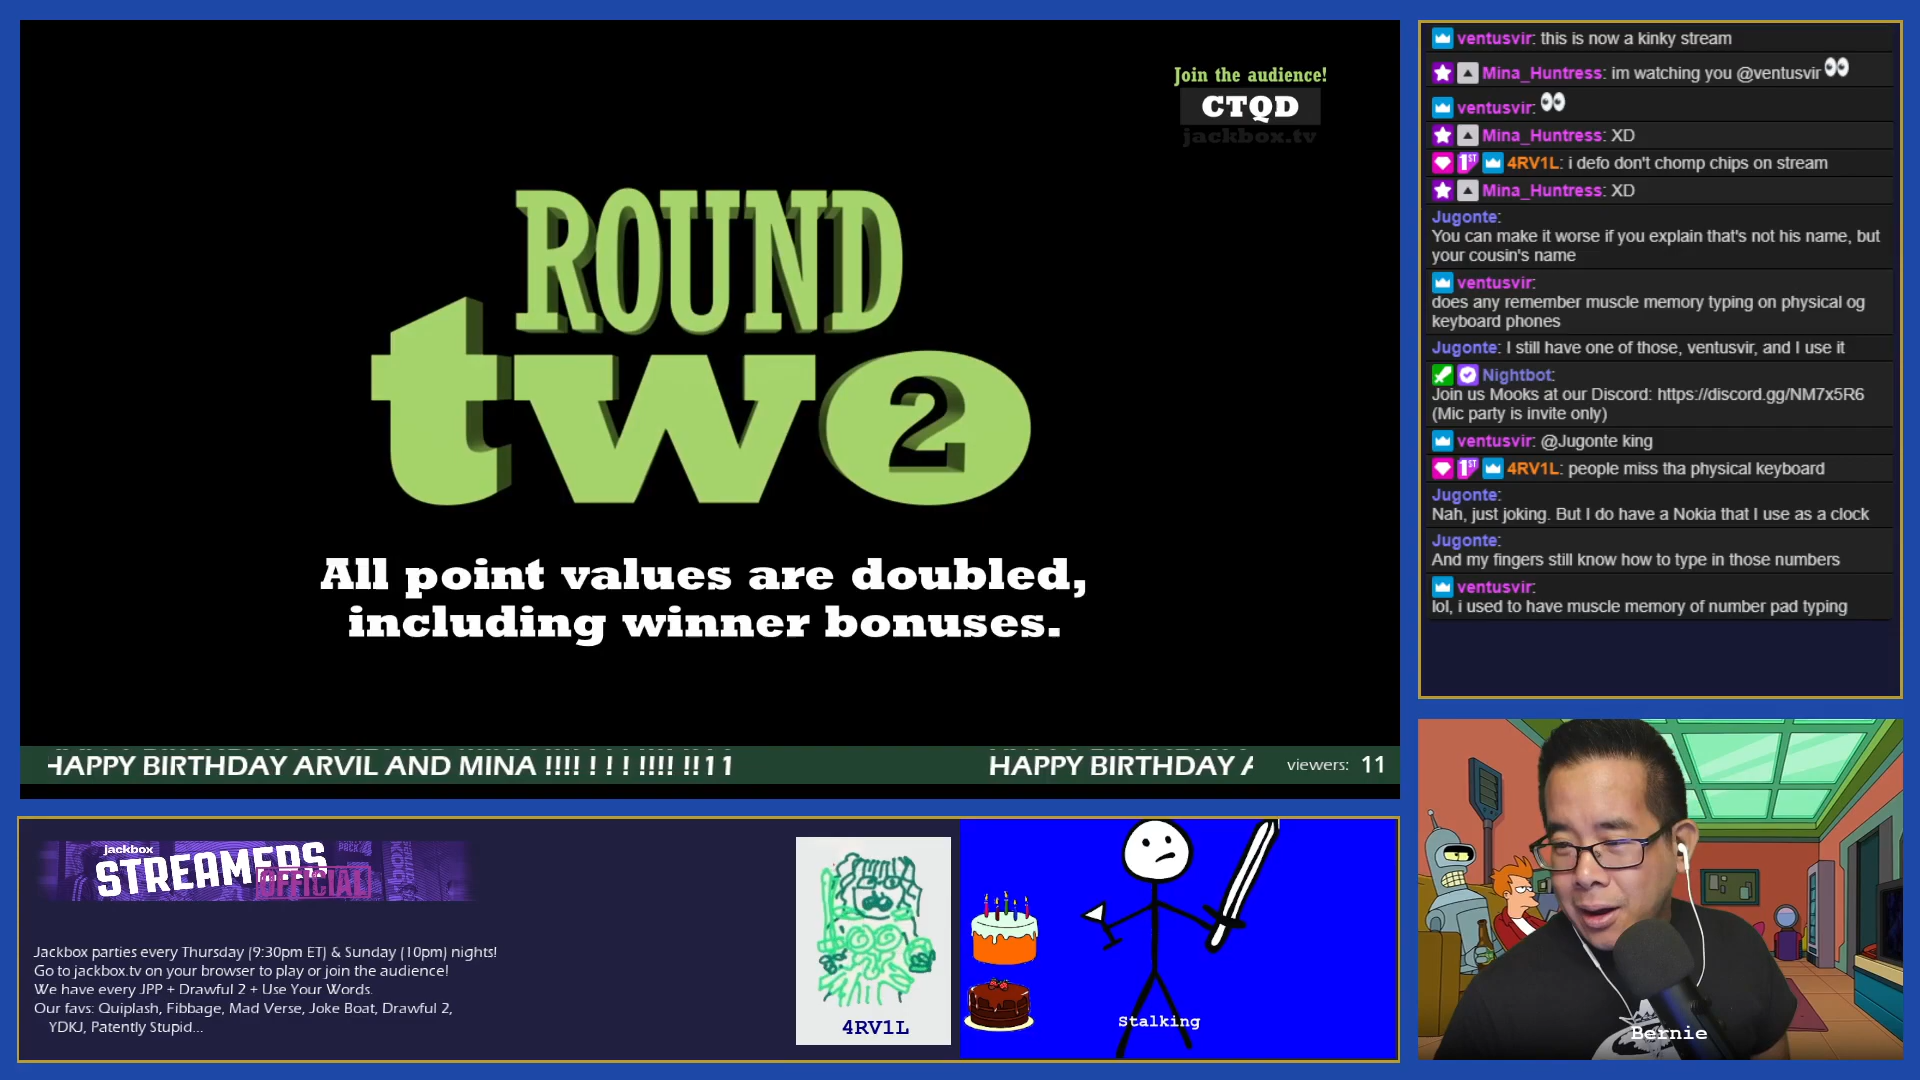 Join the audience!
CTQD
jackbox.tv
ROUND
two
2
All point values are doubled,
including winner bonuses.
HAPPY BIRTHDAY ARVIL AND MINA !!!! ! ! ! !!!! !!11
HAPPY BIRTHDAY
viewers: 11
ventusvir: this is now a kinky stream
Mina_Huntress: im watching you @ventusvir
ventusvir:
Mina_Huntress: XD
1ST 4RV1L: i defo don't chomp chips on stream
Mina_Huntress: XD
Jugonte:
You can make it worse if you explain that's not his name, but
your cousin's name
ventusvir:
does any remember muscle memory typing on physical og
keyboard phones
Jugonte: I still have one of those, ventusvir, and I use it
Nightbot:
Join us Mooks at our Discord: https://discord.gg/NM7x5R6
(Mic party is invite only)
ventusvir: @Jugonte king
1ST 4RV1L: people miss tha physical keyboard
Jugonte:
Nah, just joking. But I do have a Nokia that I use as a clock
Jugonte:
And my fingers still know how to type in those numbers
ventusvir:
lol, i used to have muscle memory of number pad typing
jackbox
STREAMERS
OFFICIAL
Jackbox parties every Thursday (9:30pm ET) & Sunday (10pm) nights!
Go to jackbox.tv on your browser to play or join the audience!
We have every JPP + Drawful 2 + Use Your Words.
Our favs: Quiplash, Fibbage, Mad Verse, Joke Boat, Drawful 2,
YDKJ, Patently Stupid...
4RV1L
Stalking
Bernie